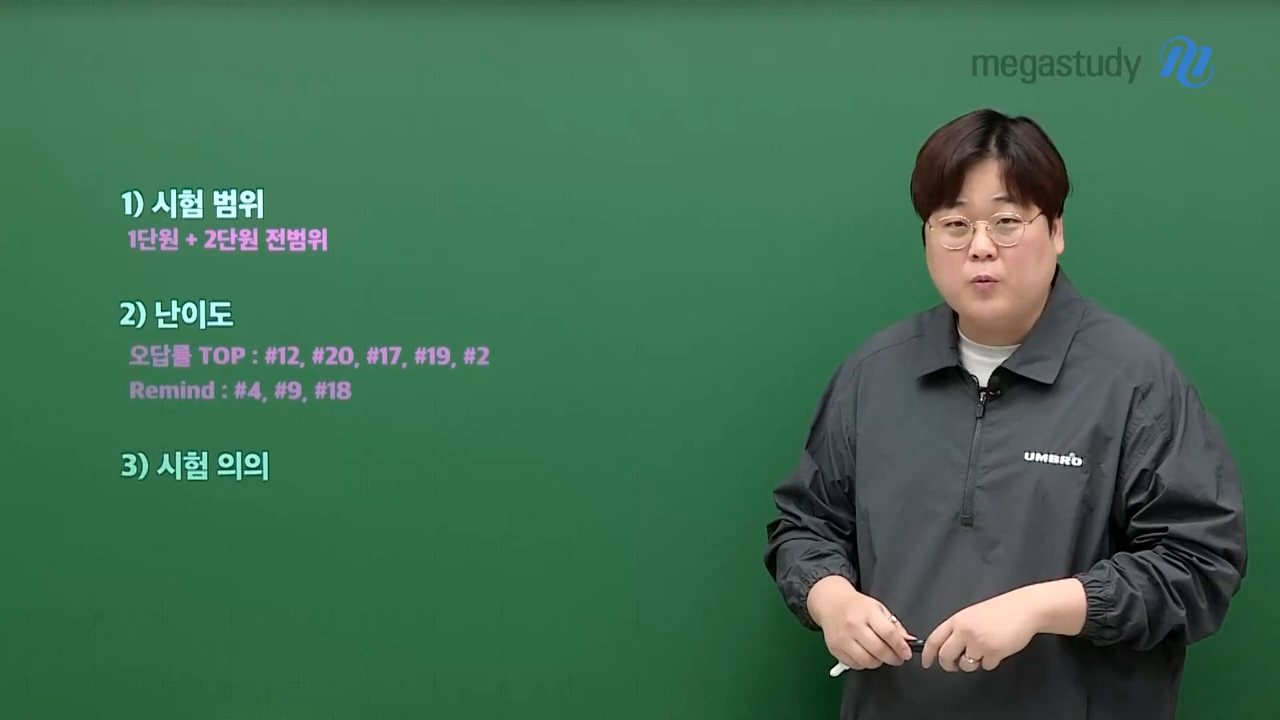 megastudy
1) 시험 범위
1단원 + 2단원 전범위
2) 난이도
오답률 TOP : #12, #20, #17, #19, #2
Remind : #4, #9, #18
3) 시험 의의
UMBRO